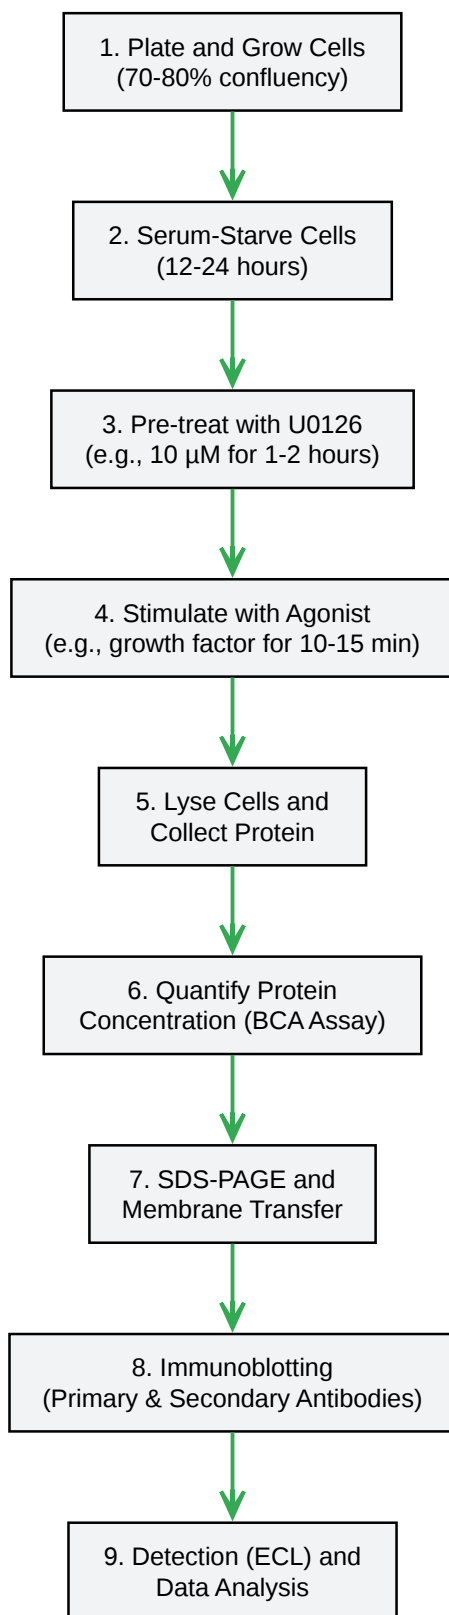 1. Plate and Grow Cells
(70-80% confluency)
2. Serum-Starve Cells
(12-24 hours)
3. Pre-treat with U0126
(e.g., 10 µM for 1-2 hours)
4. Stimulate with Agonist
(e.g., growth factor for 10-15 min)
5. Lyse Cells and
Collect Protein
6. Quantify Protein
Concentration (BCA Assay)
7. SDS-PAGE and
Membrane Transfer
8. Immunoblotting
(Primary & Secondary Antibodies)
9. Detection (ECL) and
Data Analysis